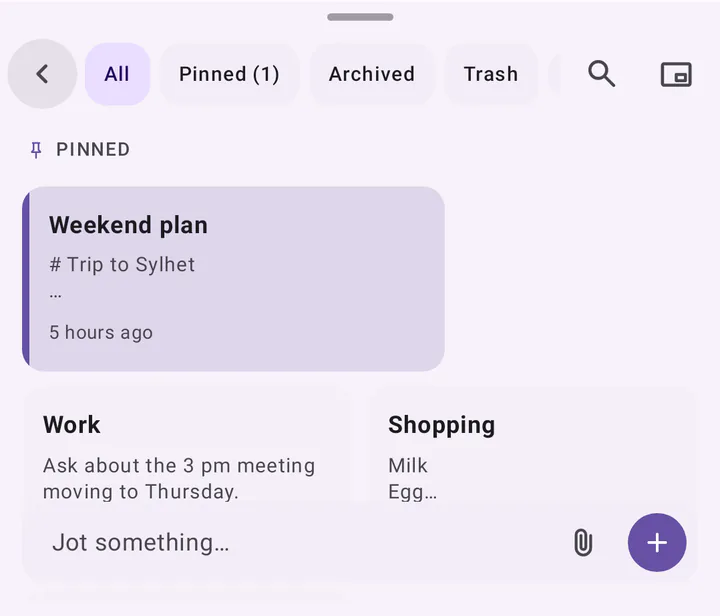 All Pinned (1) Archived Trash
PINNED
Weekend plan
# Trip to Sylhet
…
5 hours ago
Work
Ask about the 3 pm meeting
moving to Thursday.
Shopping
Milk
Egg…
Jot something…